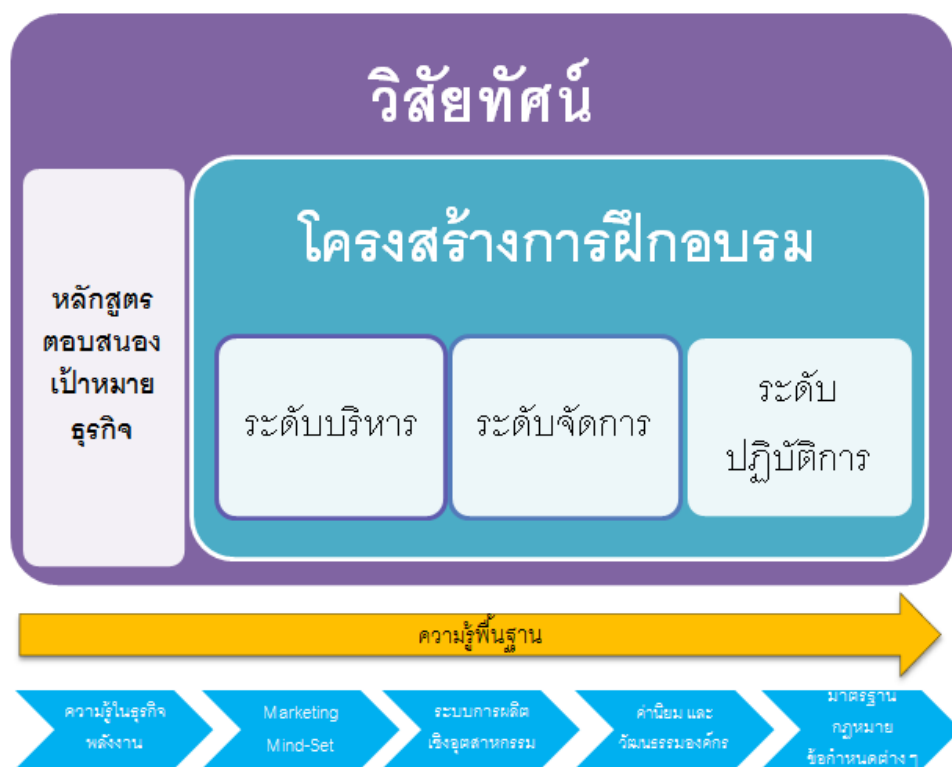 วิสัยทัศน์
หลักสูตร
ตอบสนอง
เป้าหมาย
ธุรกิจ
โครงสร้างการฝึกอบรม
ระดับบริหาร
ระดับจัดการ
ระดับ
ปฏิบัติการ
ความรู้พื้นฐาน
ความรู้ในธุรกิจ
พลังงาน
Marketing
Mind-Set
ระบบการผลิต
เชิงอุตสาหกรรม
ค่านิยม และ
วัฒนธรรมองค์กร
มาตรฐาน
กฎหมาย
ข้อกำหนดต่าง ๆ